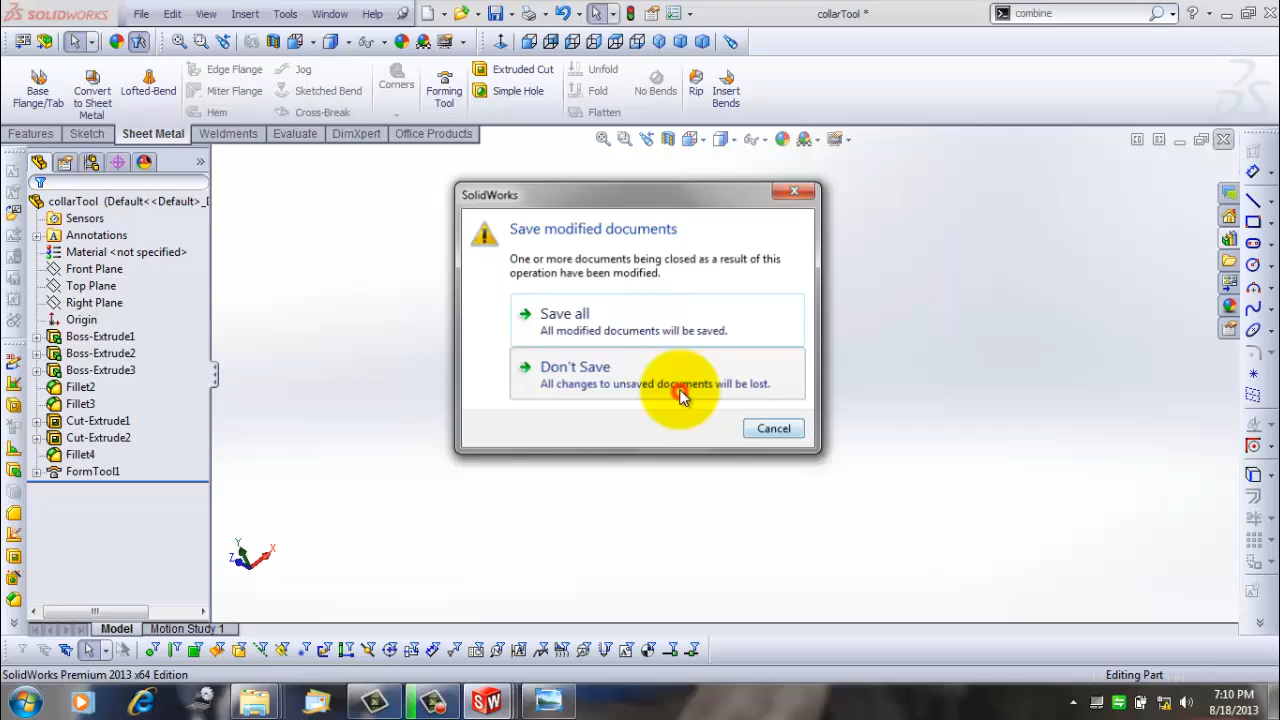 SOLIDWORKS
File
Edit
View
Insert
Tools
Window
Help
collarTool *
combine
Base Flange/Tab
Convert to Sheet Metal
Lofted-Bend
Edge Flange
Miter Flange
Hem
Jog
Sketched Bend
Cross-Break
Corners
Forming Tool
Extruded Cut
Simple Hole
Unfold
Fold
Flatten
No Bends
Rip
Insert Bends
Features
Sketch
Sheet Metal
Weldments
Evaluate
DimXpert
Office Products
collarTool (Default<<Default>_D
Sensors
Annotations
Material <not specified>
Front Plane
Top Plane
Right Plane
Origin
Boss-Extrude1
Boss-Extrude2
Boss-Extrude3
Fillet2
Fillet3
Cut-Extrude1
Cut-Extrude2
Fillet4
FormTool1
SolidWorks
Save modified documents
One or more documents being closed as a result of this
operation have been modified.
Save all
All modified documents will be saved.
Don't Save
All changes to unsaved documents will be lost.
Cancel
Y
Z
X
Model
Motion Study 1
SolidWorks Premium 2013 x64 Edition
Editing Part
SW
7:10 PM
8/18/2013